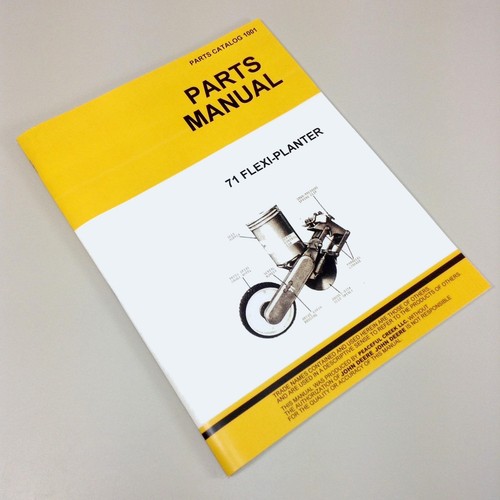 PARTS CATALOG 1001
PARTS
MANUAL
71 FLEXI-PLANTER
TRADE NAMES CONTAINED AND USED HEREIN ARE THOSE OF OTHERS,
AND ARE USED IN A DESCRIPTIVE SENSE TO REFER TO THE PRODUCTS OF OTHERS.
THIS MANUAL WAS PRODUCED BY PEACEFUL CREEK LLC, WITHOUT
THE AUTHORIZATION OF JOHN DEERE. JOHN DEERE IS NOT RESPONSIBLE
FOR THE QUALITY OR ACCURACY OF THIS MANUAL.